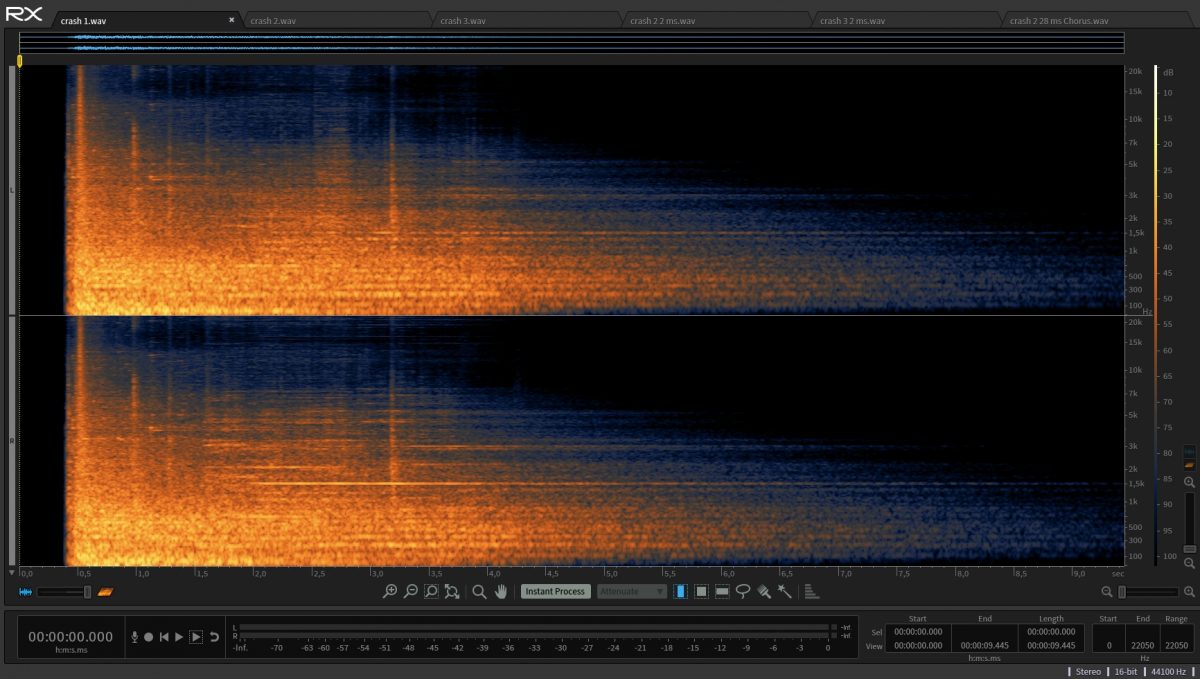 RX
crash 1.wav × crash 2.wav crash 3.wav crash 2 2 ms.wav crash 3 2 ms.wav crash 2 28 ms Chorus.wav
L
20k
15k
10k
7k
5k
3k
2k
1,5k
1k
500
300
100
Hz
R
20k
15k
10k
7k
5k
3k
2k
1,5k
1k
500
300
100
dB
10
15
20
25
30
35
40
45
50
55
60
65
70
75
80
85
90
95
100
0,0 0,5 1,0 1,5 2,0 2,5 3,0 3,5 4,0 4,5 5,0 5,5 6,0 6,5 7,0 7,5 8,0 8,5 9,0 sec
Instant Process Attenuate
00:00:00.000
h:m:s.ms
L -Inf.
R -Inf.
-Inf. -70 -63 -60 -57 -54 -51 -48 -45 -42 -39 -36 -33 -30 -27 -24 -21 -18 -15 -12 -9 -6 -3 0
Start End Length Start End Range
Sel 00:00:00.000 00:00:00.000
View 00:00:00.000 00:00:09.445 00:00:09.445 0 22050 22050
h:m:s.ms Hz
Stereo 16-bit 44100 Hz